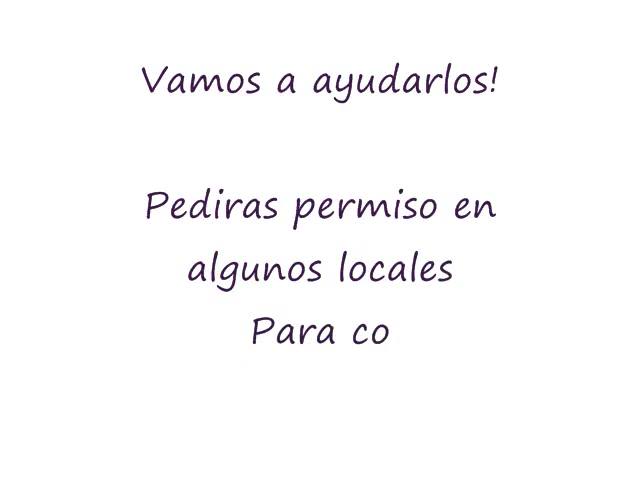 Vamos a ayudarlos!
Pediras permiso en
algunos locales
Para co